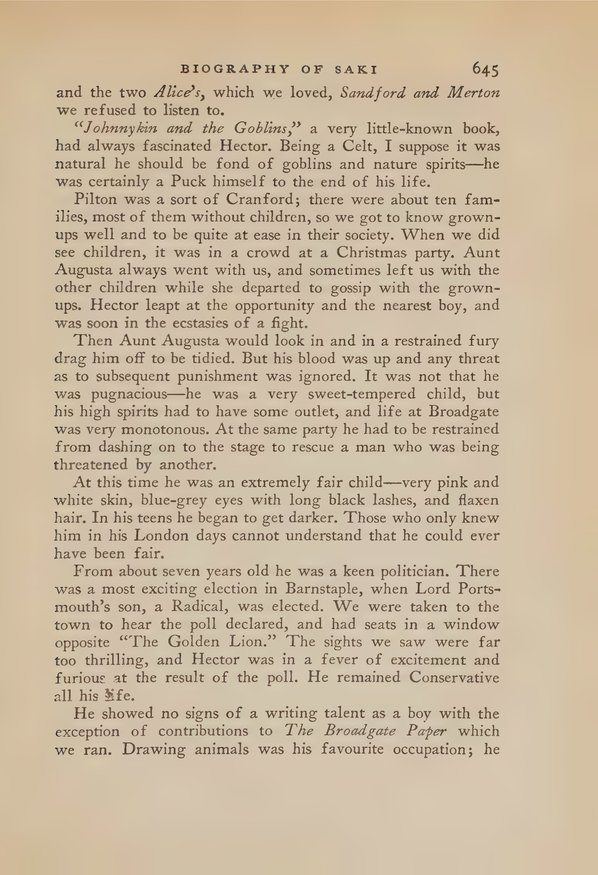 BIOGRAPHY OF SAKI 645
and the two Alice's, which we loved, Sandford and Merton
we refused to listen to.
"Johnnykin and the Goblins," a very little-known book,
had always fascinated Hector. Being a Celt, I suppose it was
natural he should be fond of goblins and nature spirits—he
was certainly a Puck himself to the end of his life.
Pilton was a sort of Cranford; there were about ten fam-
ilies, most of them without children, so we got to know grown-
ups well and to be quite at ease in their society. When we did
see children, it was in a crowd at a Christmas party. Aunt
Augusta always went with us, and sometimes left us with the
other children while she departed to gossip with the grown-
ups. Hector leapt at the opportunity and the nearest boy, and
was soon in the ecstasies of a fight.
Then Aunt Augusta would look in and in a restrained fury
drag him off to be tidied. But his blood was up and any threat
as to subsequent punishment was ignored. It was not that he
was pugnacious—he was a very sweet-tempered child, but
his high spirits had to have some outlet, and life at Broadgate
was very monotonous. At the same party he had to be restrained
from dashing on to the stage to rescue a man who was being
threatened by another.
At this time he was an extremely fair child—very pink and
white skin, blue-grey eyes with long black lashes, and flaxen
hair. In his teens he began to get darker. Those who only knew
him in his London days cannot understand that he could ever
have been fair.
From about seven years old he was a keen politician. There
was a most exciting election in Barnstaple, when Lord Ports-
mouth's son, a Radical, was elected. We were taken to the
town to hear the poll declared, and had seats in a window
opposite "The Golden Lion." The sights we saw were far
too thrilling, and Hector was in a fever of excitement and
furious at the result of the poll. He remained Conservative
all his life.
He showed no signs of a writing talent as a boy with the
exception of contributions to The Broadgate Paper which
we ran. Drawing animals was his favourite occupation; he